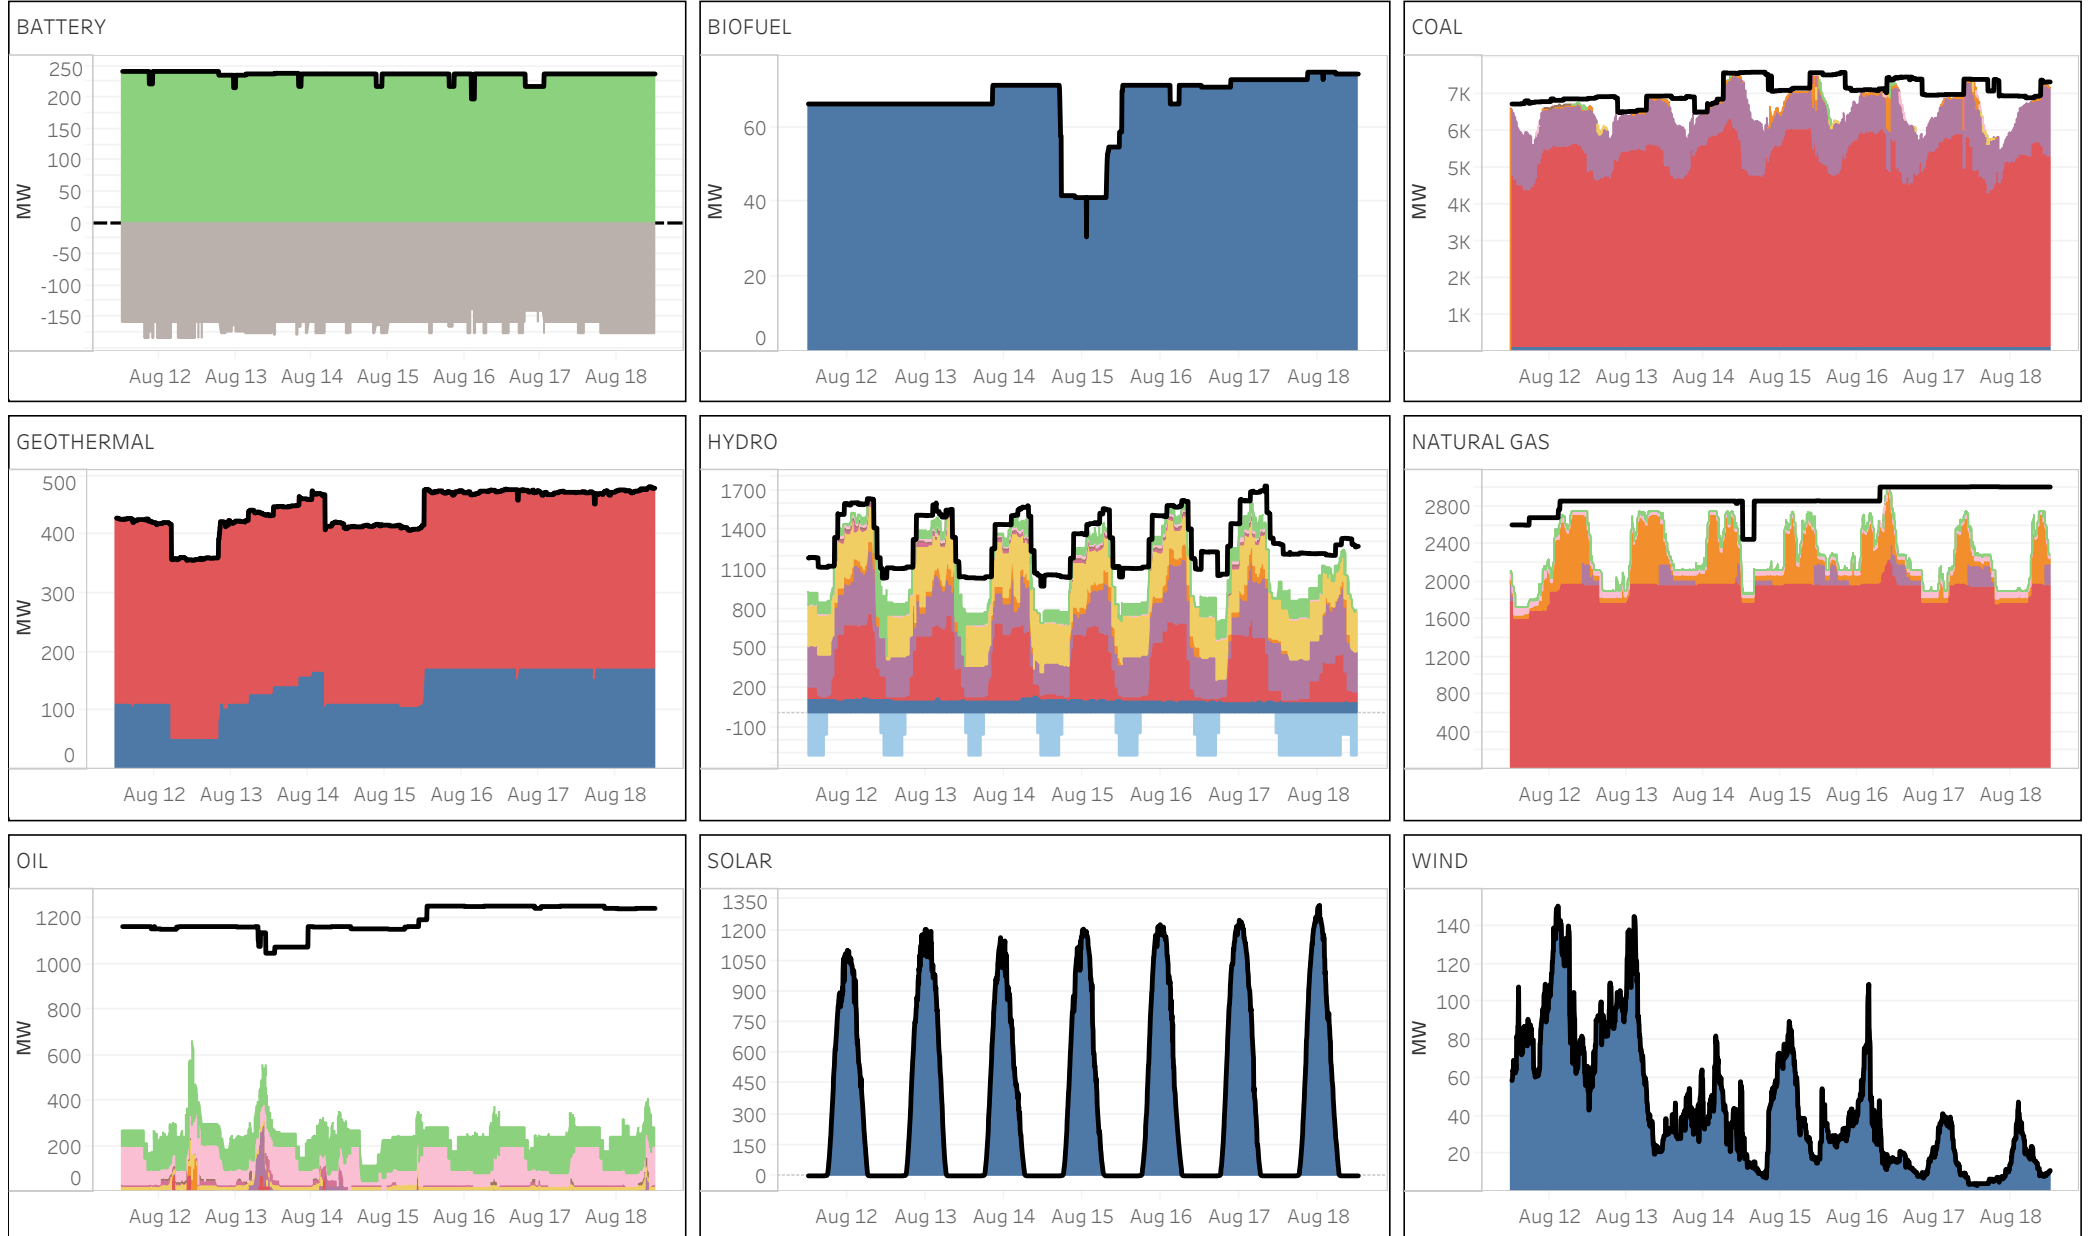 BATTERY
250
200
150
100
50
0
-50
-100
-150
MW
Aug 12 Aug 13 Aug 14 Aug 15 Aug 16 Aug 17 Aug 18
BIOFUEL
60
40
20
0
MW
Aug 12 Aug 13 Aug 14 Aug 15 Aug 16 Aug 17 Aug 18
COAL
7K
6K
5K
4K
3K
2K
1K
MW
Aug 12 Aug 13 Aug 14 Aug 15 Aug 16 Aug 17 Aug 18
GEOTHERMAL
500
400
300
200
100
0
MW
Aug 12 Aug 13 Aug 14 Aug 15 Aug 16 Aug 17 Aug 18
HYDRO
1700
1400
1100
800
500
200
-100
Aug 12 Aug 13 Aug 14 Aug 15 Aug 16 Aug 17 Aug 18
NATURAL GAS
2800
2400
2000
1600
1200
800
400
Aug 12 Aug 13 Aug 14 Aug 15 Aug 16 Aug 17 Aug 18
OIL
1200
1000
800
600
400
200
0
MW
Aug 12 Aug 13 Aug 14 Aug 15 Aug 16 Aug 17 Aug 18
SOLAR
1350
1200
1050
900
750
600
450
300
150
0
Aug 12 Aug 13 Aug 14 Aug 15 Aug 16 Aug 17 Aug 18
WIND
140
120
100
80
60
40
20
MW
Aug 12 Aug 13 Aug 14 Aug 15 Aug 16 Aug 17 Aug 18